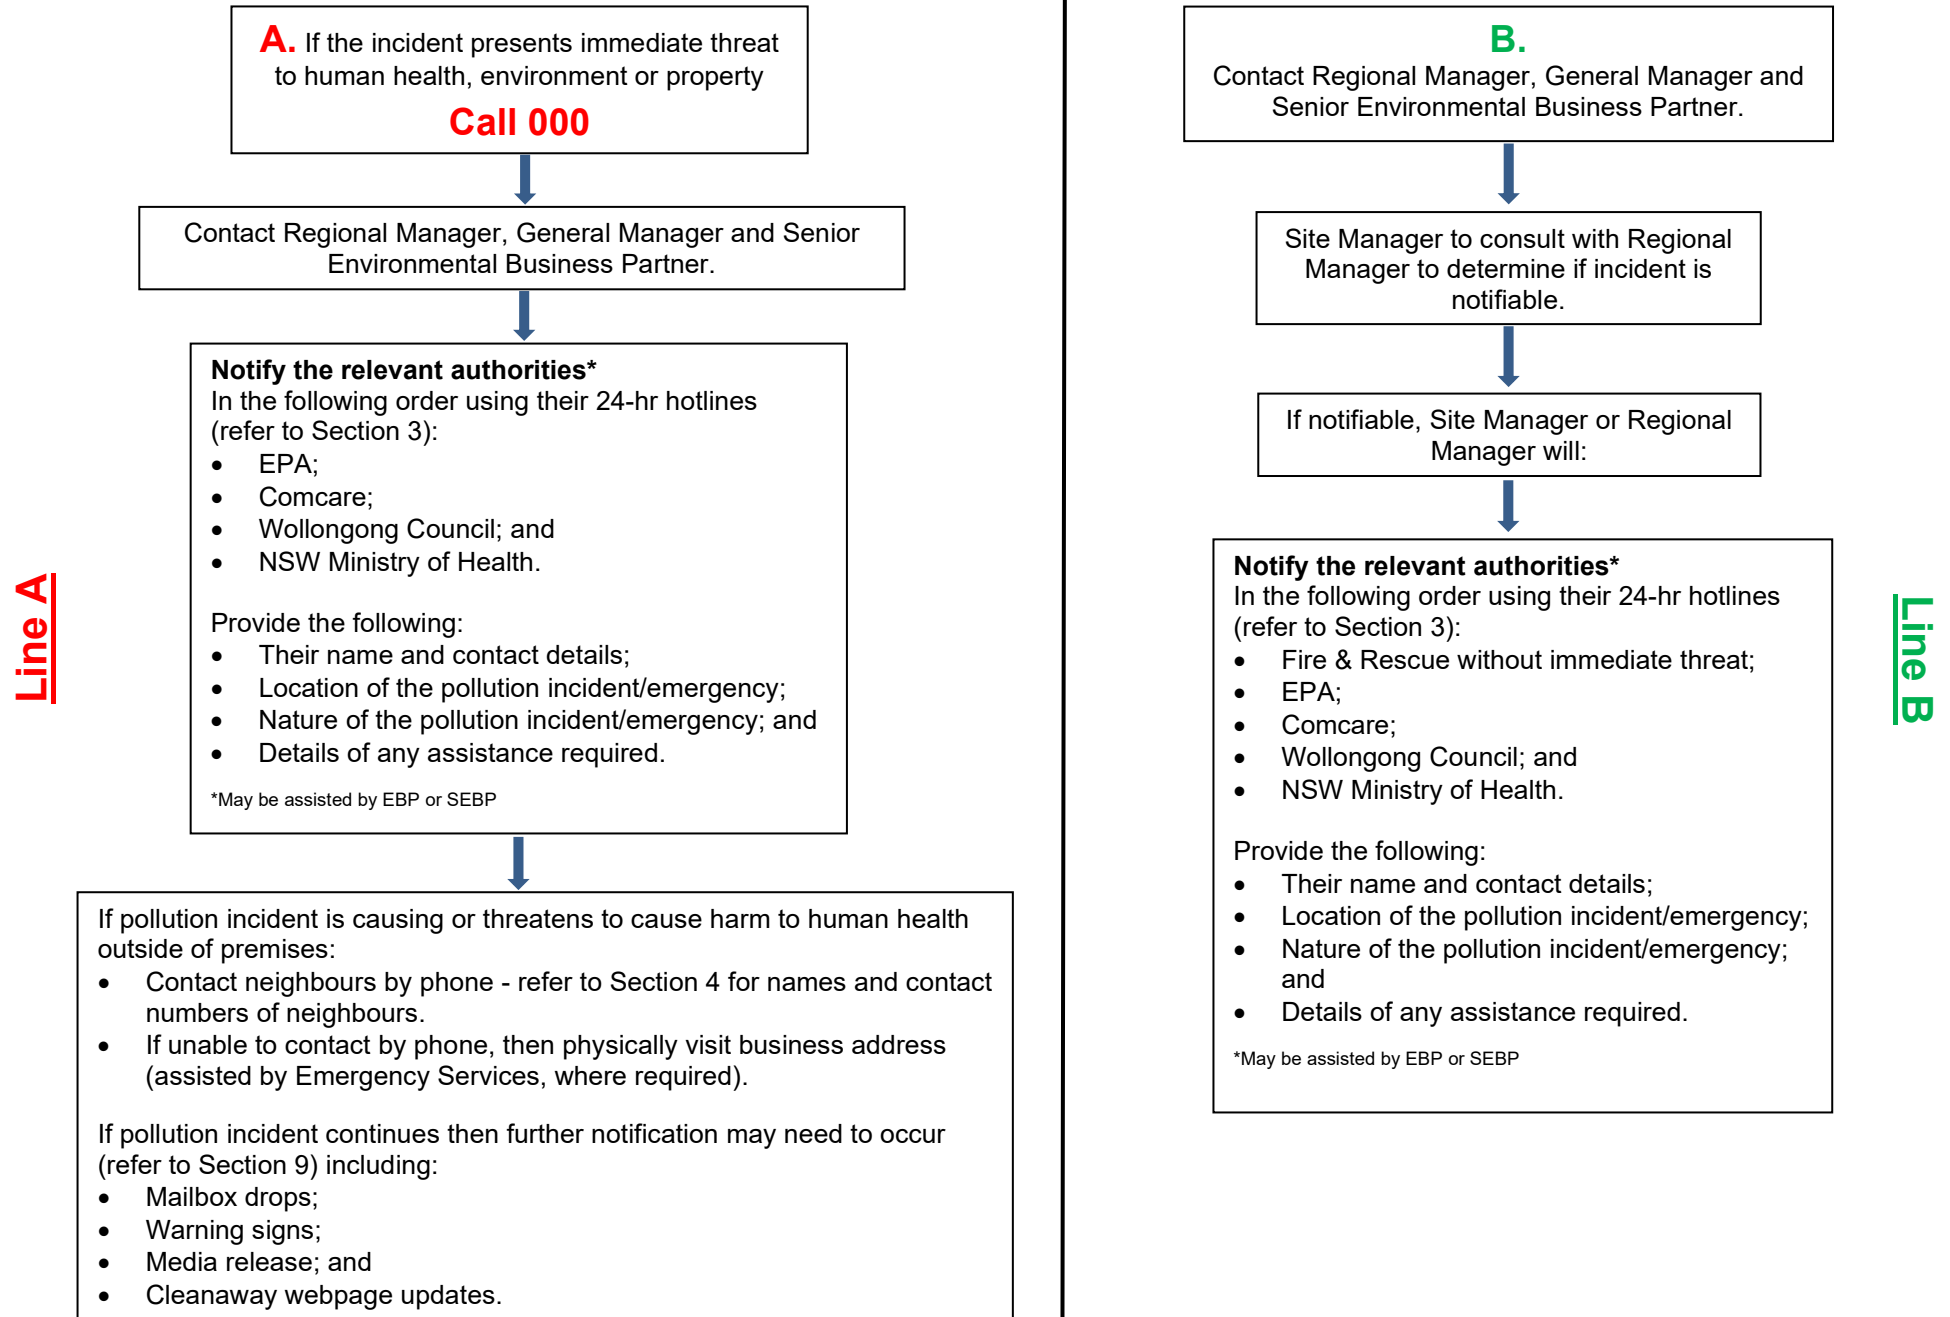 A. If the incident presents immediate threat
to human health, environment or property
Call 000
Contact Regional Manager, General Manager and Senior
Environmental Business Partner.
Notify the relevant authorities*
In the following order using their 24-hr hotlines
(refer to Section 3):
• EPA;
• Comcare;
• Wollongong Council; and
• NSW Ministry of Health.
Provide the following:
• Their name and contact details;
• Location of the pollution incident/emergency;
• Nature of the pollution incident/emergency; and
• Details of any assistance required.
*May be assisted by EBP or SEBP
If pollution incident is causing or threatens to cause harm to human health
outside of premises:
• Contact neighbours by phone - refer to Section 4 for names and contact
numbers of neighbours.
• If unable to contact by phone, then physically visit business address
(assisted by Emergency Services, where required).
If pollution incident continues then further notification may need to occur
(refer to Section 9) including:
• Mailbox drops;
• Warning signs;
• Media release; and
• Cleanaway webpage updates.
Line A
B.
Contact Regional Manager, General Manager and
Senior Environmental Business Partner.
Site Manager to consult with Regional
Manager to determine if incident is
notifiable.
If notifiable, Site Manager or Regional
Manager will:
Notify the relevant authorities*
In the following order using their 24-hr hotlines
(refer to Section 3):
• Fire & Rescue without immediate threat;
• EPA;
• Comcare;
• Wollongong Council; and
• NSW Ministry of Health.
Provide the following:
• Their name and contact details;
• Location of the pollution incident/emergency;
• Nature of the pollution incident/emergency;
and
• Details of any assistance required.
*May be assisted by EBP or SEBP
Line B